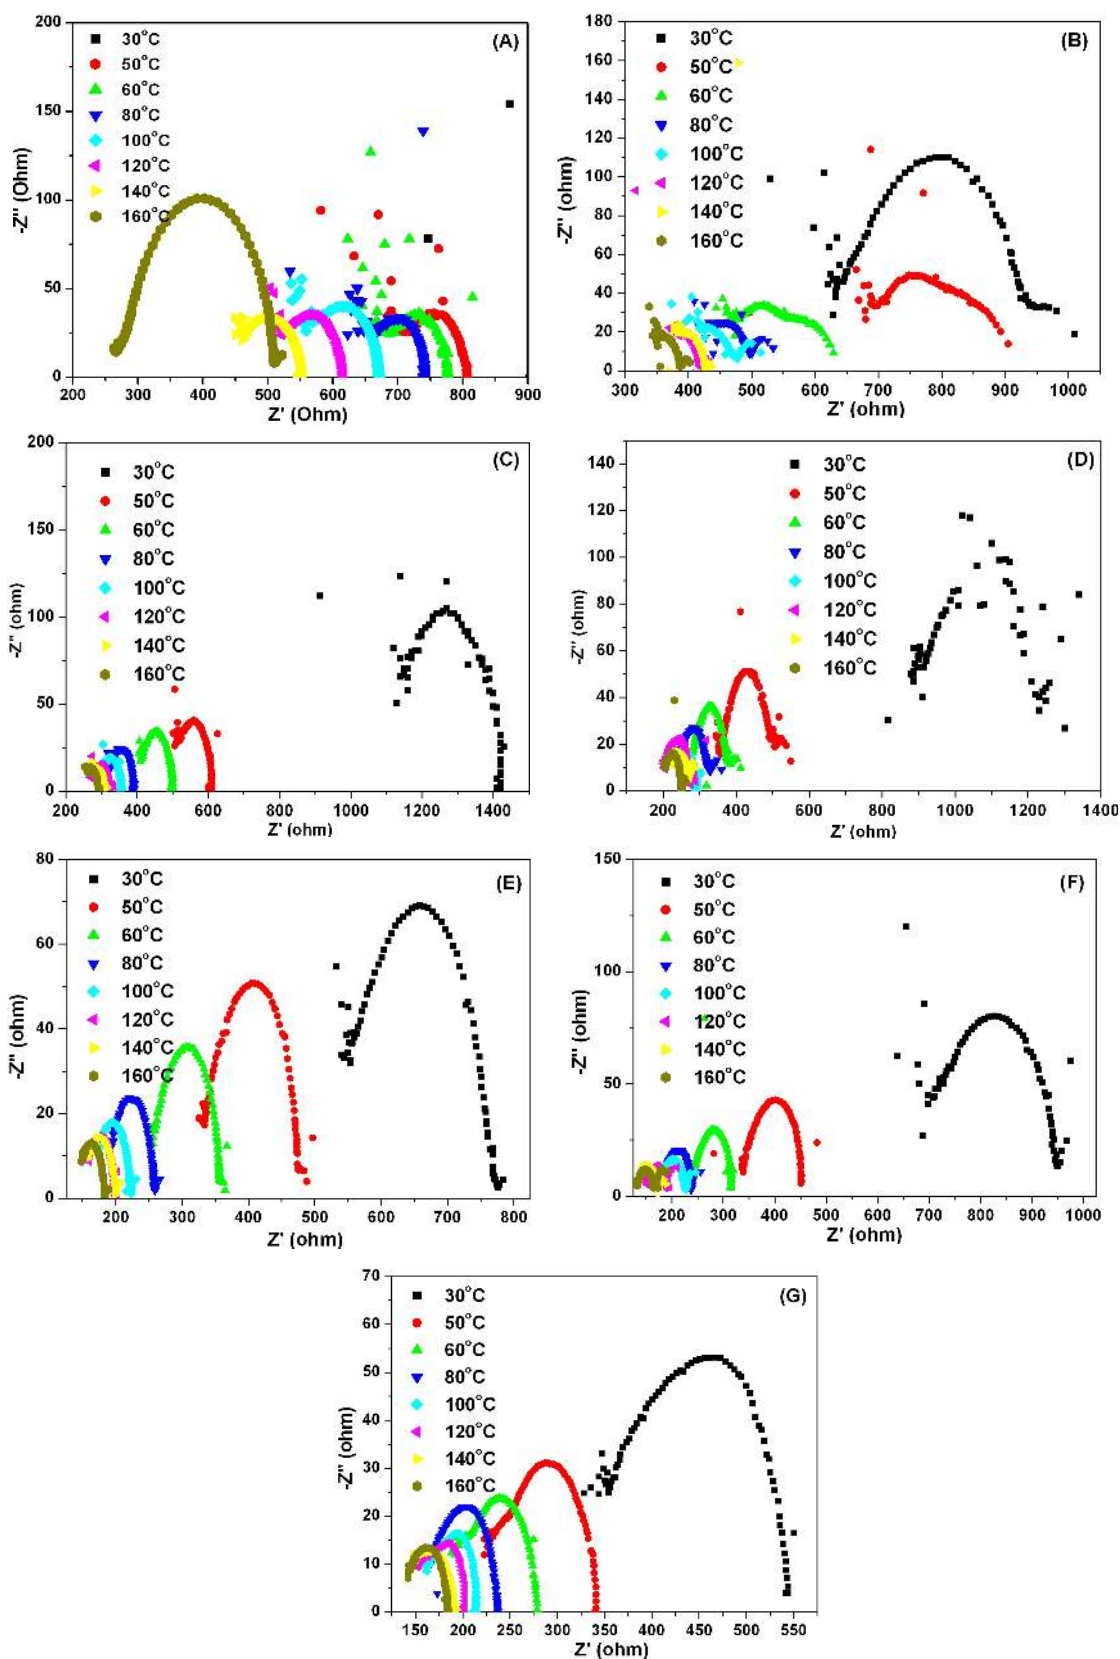 (A)
30°C
50°C
60°C
80°C
100°C
120°C
140°C
160°C
200
150
100
50
0
-Z'' (Ohm)
200 300 400 500 600 700 800 900
Z' (Ohm)
(B)
30°C
50°C
60°C
80°C
100°C
120°C
140°C
160°C
180
160
140
120
100
80
60
40
20
0
-Z'' (ohm)
300 400 500 600 700 800 900 1000
Z' (ohm)
(C)
30°C
50°C
60°C
80°C
100°C
120°C
140°C
160°C
200
150
100
50
0
-Z'' (ohm)
200 400 600 800 1000 1200 1400
Z' (ohm)
(D)
30°C
50°C
60°C
80°C
100°C
120°C
140°C
160°C
140
120
100
80
60
40
20
0
-Z'' (ohm)
0 200 400 600 800 1000 1200 1400
Z' (ohm)
(E)
30°C
50°C
60°C
80°C
100°C
120°C
140°C
160°C
80
60
40
20
0
-Z'' (ohm)
200 300 400 500 600 700 800
Z' (ohm)
(F)
30°C
50°C
60°C
80°C
100°C
120°C
140°C
160°C
150
100
50
0
-Z'' (ohm)
200 300 400 500 600 700 800 900 1000
Z' (ohm)
(G)
30°C
50°C
60°C
80°C
100°C
120°C
140°C
160°C
70
60
50
40
30
20
10
0
-Z'' (ohm)
150 200 250 300 350 400 450 500 550
Z' (ohm)